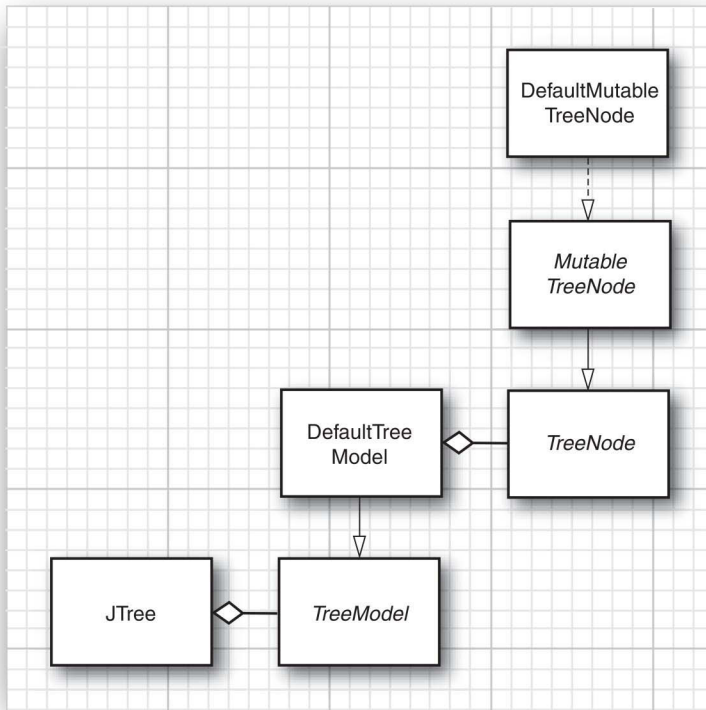 DefaultMutable
TreeNode
Mutable
TreeNode
DefaultTree
Model
TreeNode
JTree
TreeModel